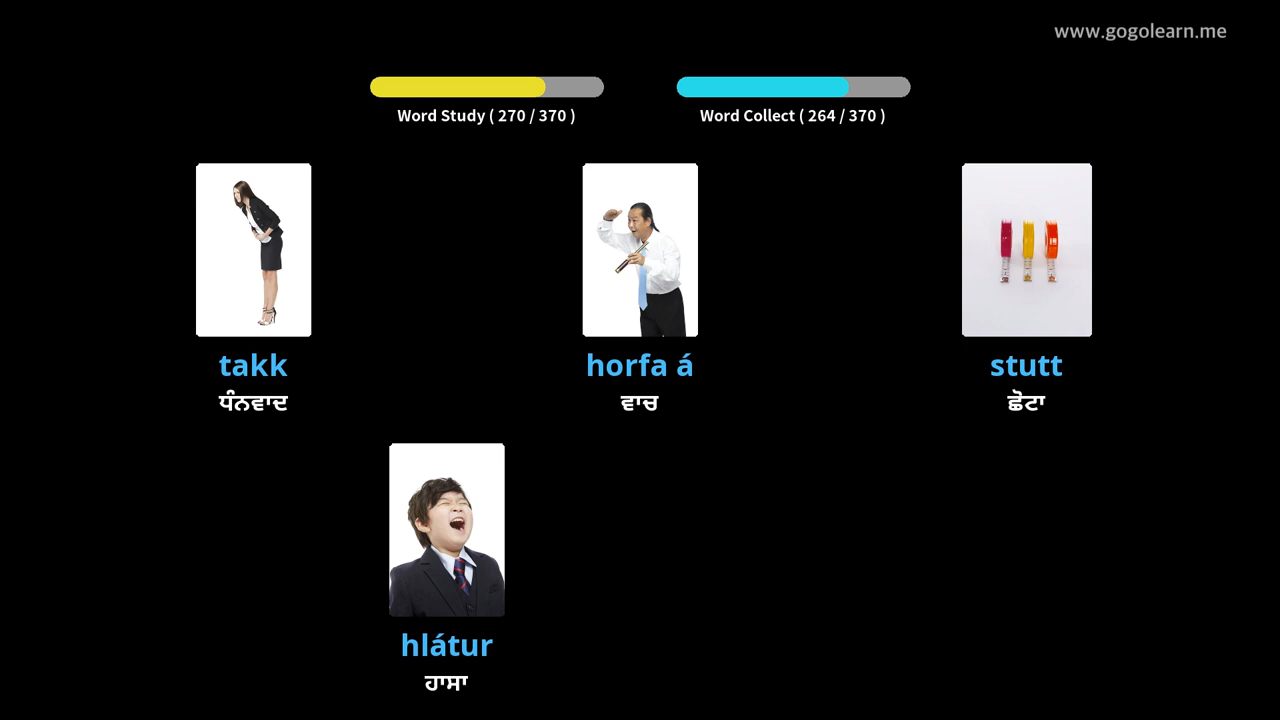 www.gogolearn.me
Word Study ( 270 / 370 )
Word Collect ( 264 / 370 )
takk
horfa á
stutt
ਧੰਨਵਾਦ
ਵਾਚ
ਛੋਟਾ
hlátur
ਹਾਸਾ